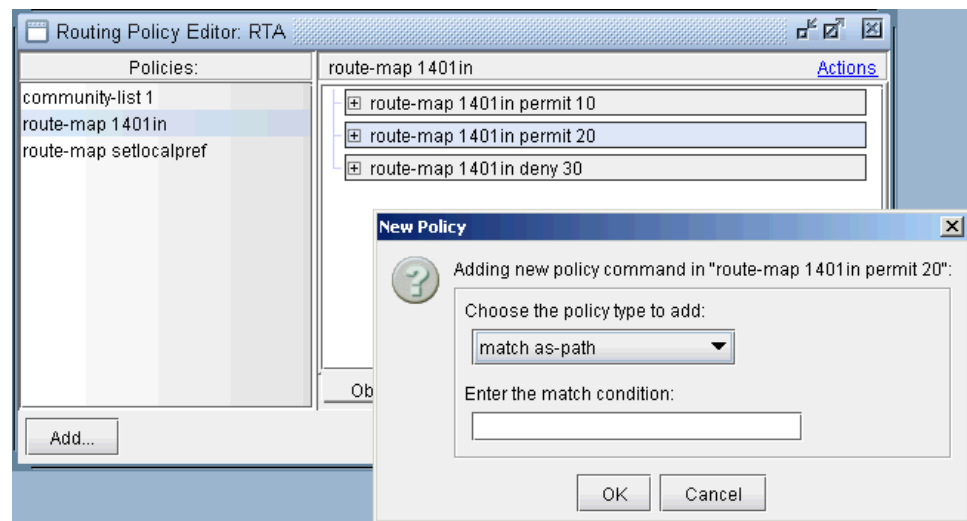 Routing Policy Editor: RTA
Policies:
community-list 1
route-map 1401in
route-map setlocalpref
Add...
route-map 1401in
Actions
route-map 1401in permit 10
route-map 1401in permit 20
route-map 1401in deny 30
Ob
New Policy
Adding new policy command in "route-map 1401in permit 20":
Choose the policy type to add:
match as-path
Enter the match condition:
OK
Cancel